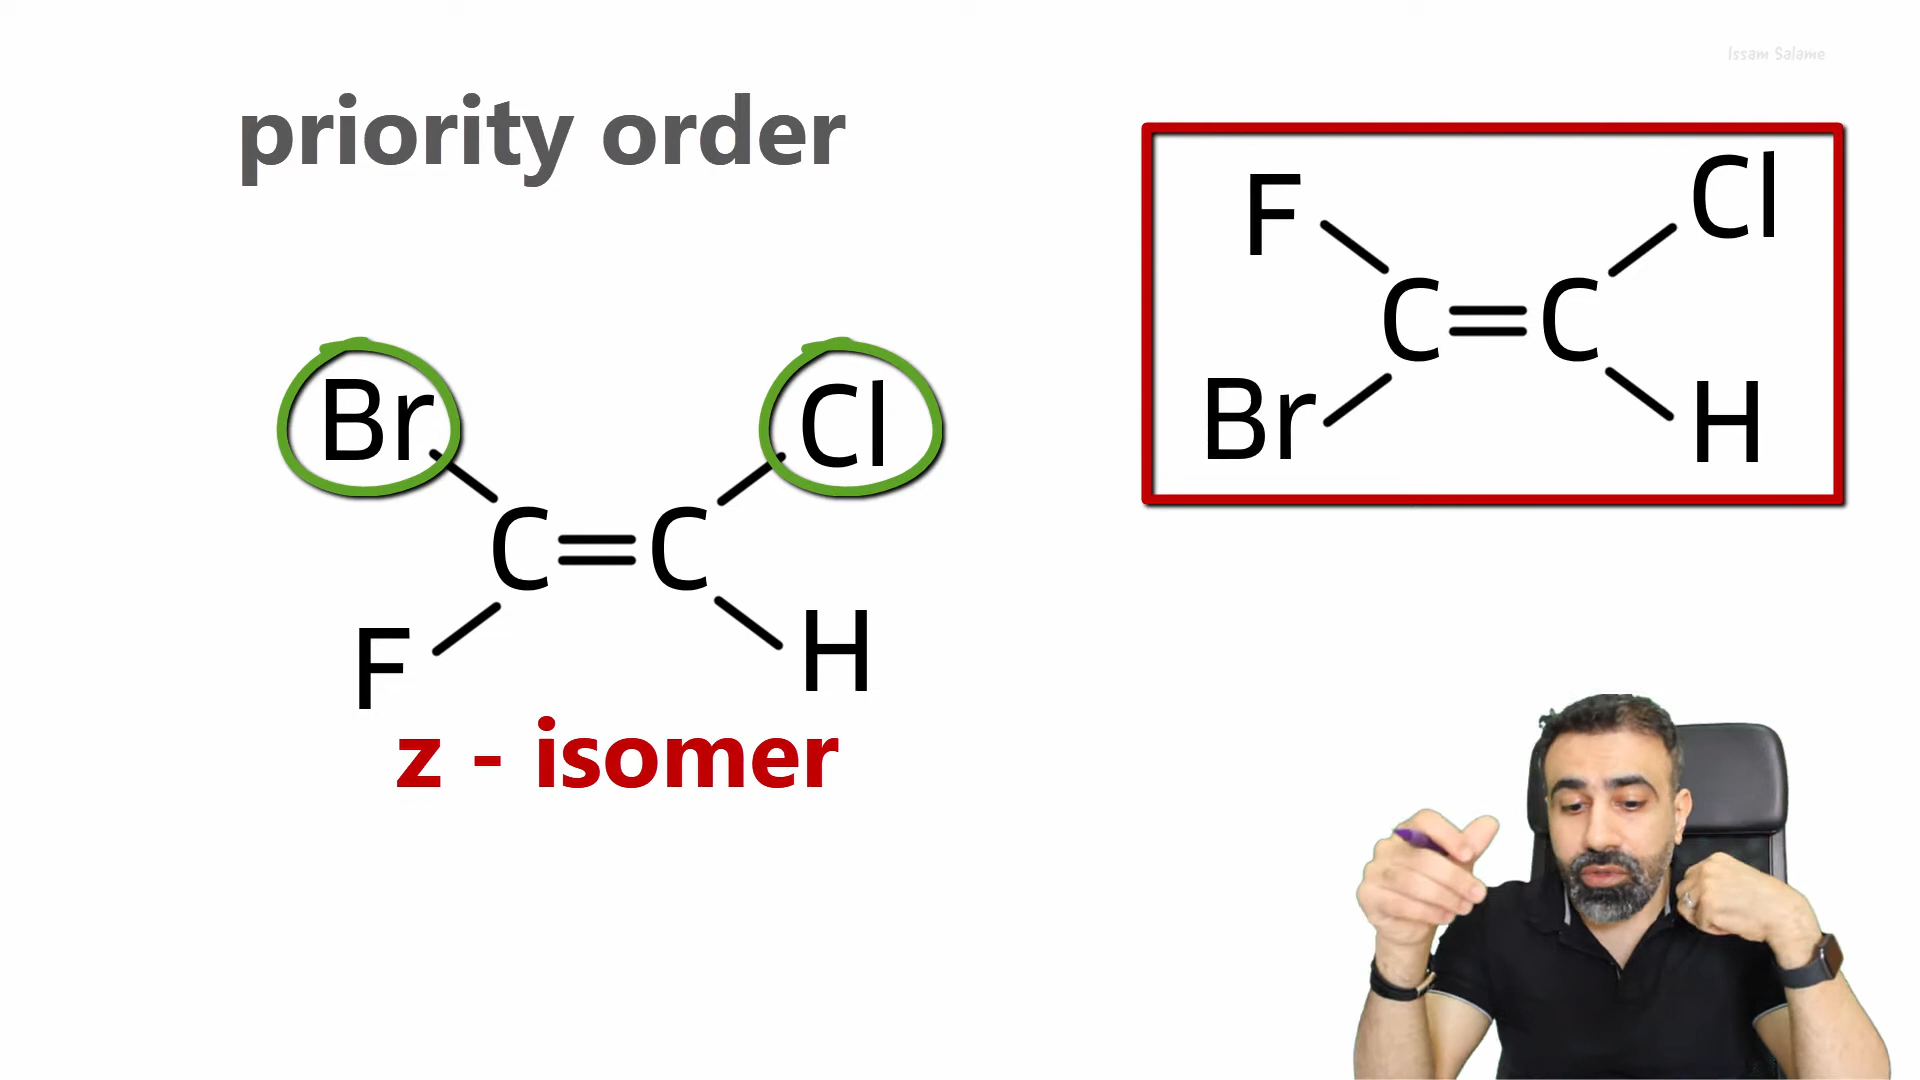 Issam Salame
priority order
F Cl
C=C
Br H
Br Cl
C=C
F H
z - isomer